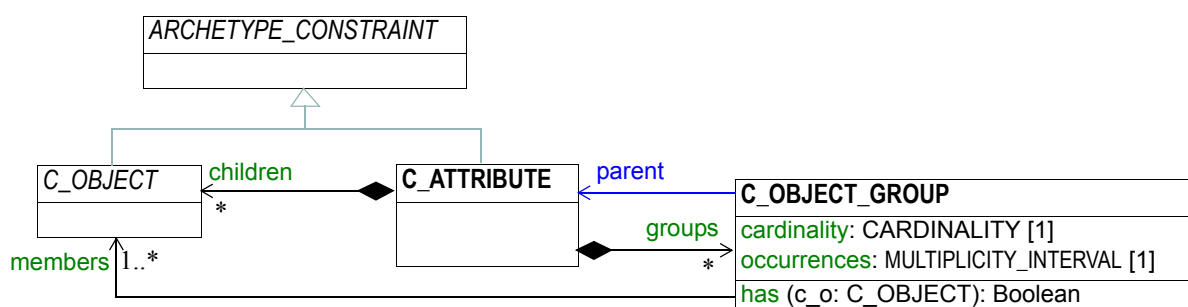 ARCHETYPE_CONSTRAINT
C_OBJECT
children
*
C_ATTRIBUTE
parent
groups
*
C_OBJECT_GROUP
cardinality: CARDINALITY [1]
occurrences: MULTIPLICITY_INTERVAL [1]
has (c_o: C_OBJECT): Boolean
members 1..*